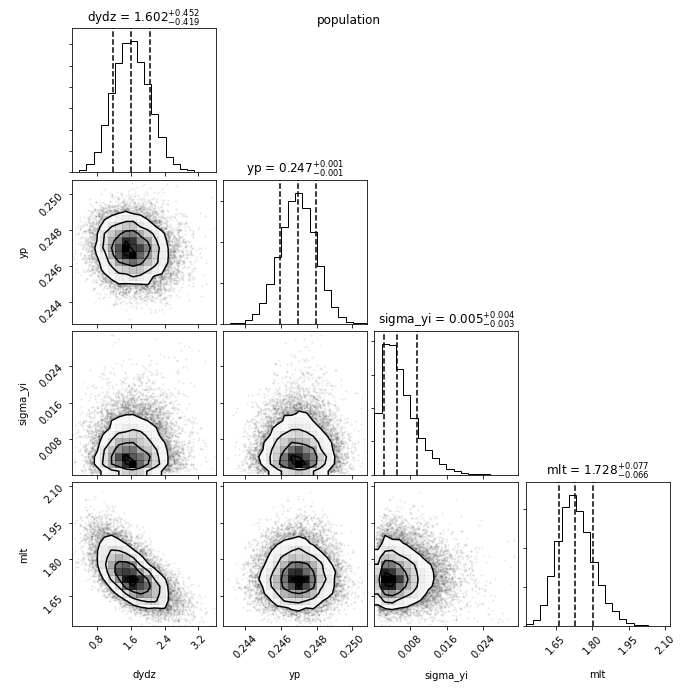 population
dydz = 1.602+0.452−0.419
yp = 0.247+0.001−0.001
0.250
0.248
0.246
0.244
yp
sigma_yi = 0.005+0.004−0.003
0.024
0.016
0.008
sigma_yi
mlt = 1.728+0.077−0.066
2.10
1.95
1.80
1.65
mlt
0.8 1.6 2.4 3.2 0.244 0.246 0.248 0.250 0.008 0.016 0.024 1.65 1.80 1.95 2.10
dydz yp sigma_yi mlt